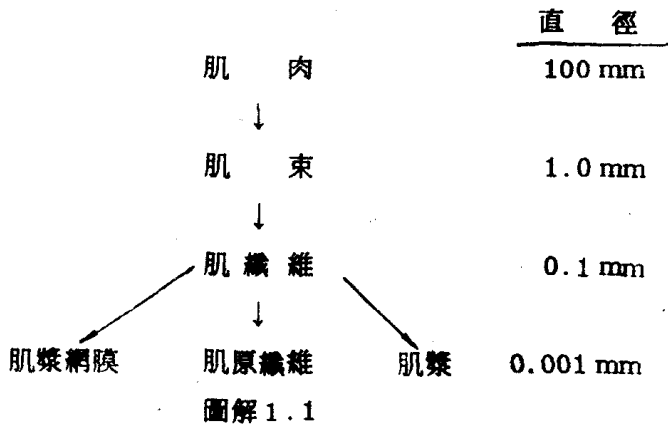 直徑
肌肉 100 mm
↓
肌束 1.0 mm
↓
肌纖維 0.1 mm
↓
肌漿網膜 肌原纖維 肌漿 0.001 mm
圖解 1.1